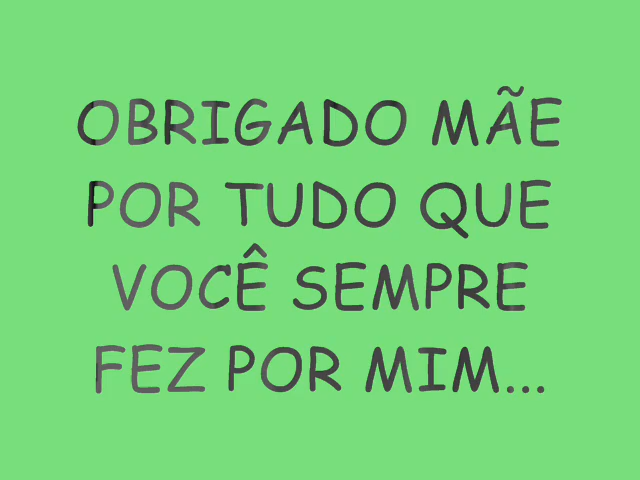 OBRIGADO MÃE
POR TUDO QUE
VOCÊ SEMPRE
FEZ POR MIM...